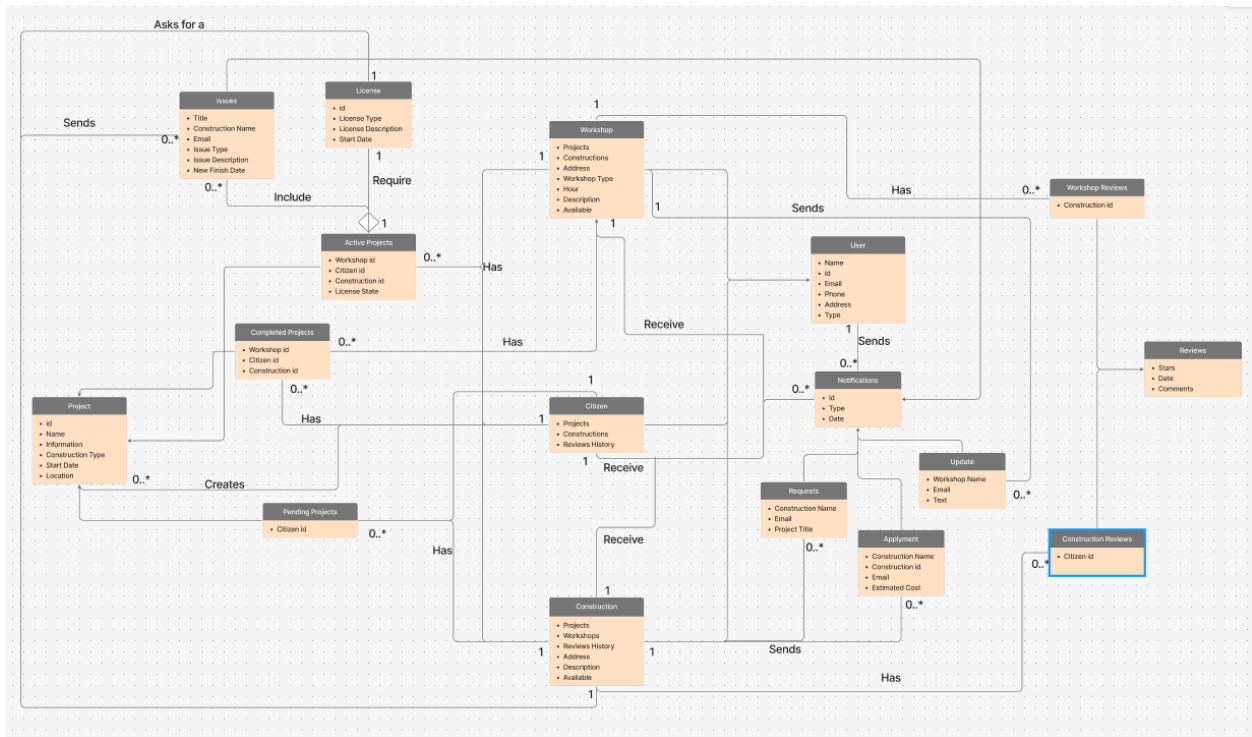 Asks for a
1
License
id
License Type
License Description
Start Date
1
Require
Issues
Title
Construction Name
Email
Issue Type
Issue Description
New Finish Date
Sends
0..*
0..*
Include
1
Active Projects
Workshop id
Citizen id
Construction id
License State
0..*
Has
1
Workshop
Projects
Constructions
Address
Workshop Type
Hour
Description
Available
1
1
1
Has
0..*
Workshop Reviews
Construction id
Sends
User
Name
Id
Email
Phone
Address
Type
1
Sends
0..*
Receive
Completed Projects
Workshop id
Citizen id
Construction id
0..*
Has
0..*
Has
Reviews
Stars
Date
Comments
Notifications
id
Type
Date
0..*
Project
id
Name
Information
Construction Type
Start Date
Location
0..*
Creates
1
Citizen
Projects
Constructions
Reviews History
1
1
Receive
Update
Workshop Name
Email
Text
0..*
Requests
Construction Name
Email
Project Title
0..*
Pending Projects
Citizen id
0..*
Has
Applyment
Construction Name
Construction id
Email
Estimated Cost
0..*
Construction Reviews
Citizen id
0..*
Receive
1
Construction
Projects
Workshops
Reviews History
Address
Description
Available
1
1
Sends
Has
1